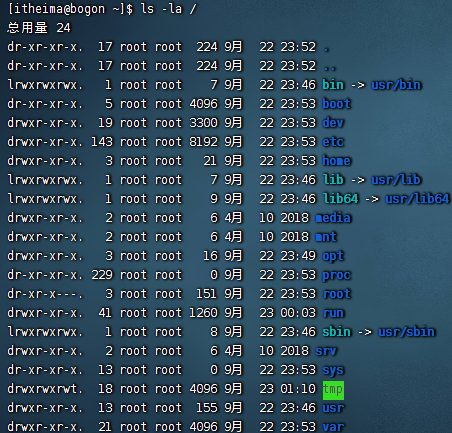 [itheima@bogon ~]$ ls -la /
总用量 24
dr-xr-xr-x.  17 root root  224 9月   22 23:52 .
dr-xr-xr-x.  17 root root  224 9月   22 23:52 ..
lrwxrwxrwx.   1 root root    7 9月   22 23:46 bin -> usr/bin
dr-xr-xr-x.   5 root root 4096 9月   22 23:53 boot
drwxr-xr-x.  19 root root 3300 9月   22 23:53 dev
drwxr-xr-x. 143 root root 8192 9月   22 23:53 etc
drwxr-xr-x.   3 root root   21 9月   22 23:53 home
lrwxrwxrwx.   1 root root    7 9月   22 23:46 lib -> usr/lib
lrwxrwxrwx.   1 root root    9 9月   22 23:46 lib64 -> usr/lib64
drwxr-xr-x.   2 root root    6 4月   10 2018 media
drwxr-xr-x.   2 root root    6 4月   10 2018 mnt
drwxr-xr-x.   3 root root   16 9月   22 23:49 opt
dr-xr-xr-x. 229 root root    0 9月   22 23:53 proc
dr-xr-x---.   3 root root  151 9月   22 23:53 root
drwxr-xr-x.  41 root root 1260 9月   23 00:03 run
lrwxrwxrwx.   1 root root    8 9月   22 23:46 sbin -> usr/sbin
drwxr-xr-x.   2 root root    6 4月   10 2018 srv
dr-xr-xr-x.  13 root root    0 9月   22 23:53 sys
drwxrwxrwt.  18 root root 4096 9月   23 01:10 tmp
drwxr-xr-x.  13 root root  155 9月   22 23:46 usr
drwxr-xr-x.  21 root root 4096 9月   22 23:53 var